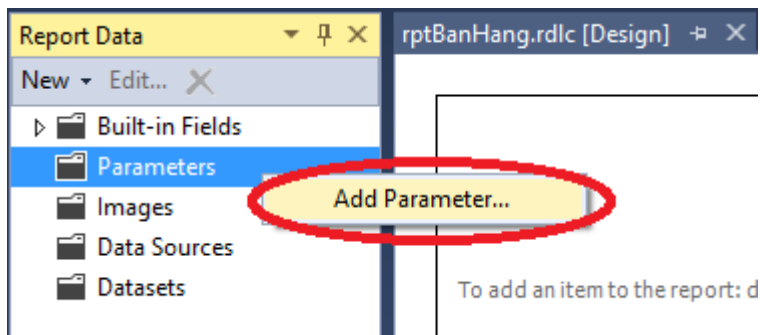 Report Data
rptBanHang.rdlc [Design]
New Edit...
Built-in Fields
Parameters
Add Parameter...
Images
Data Sources
Datasets
To add an item to the report: d